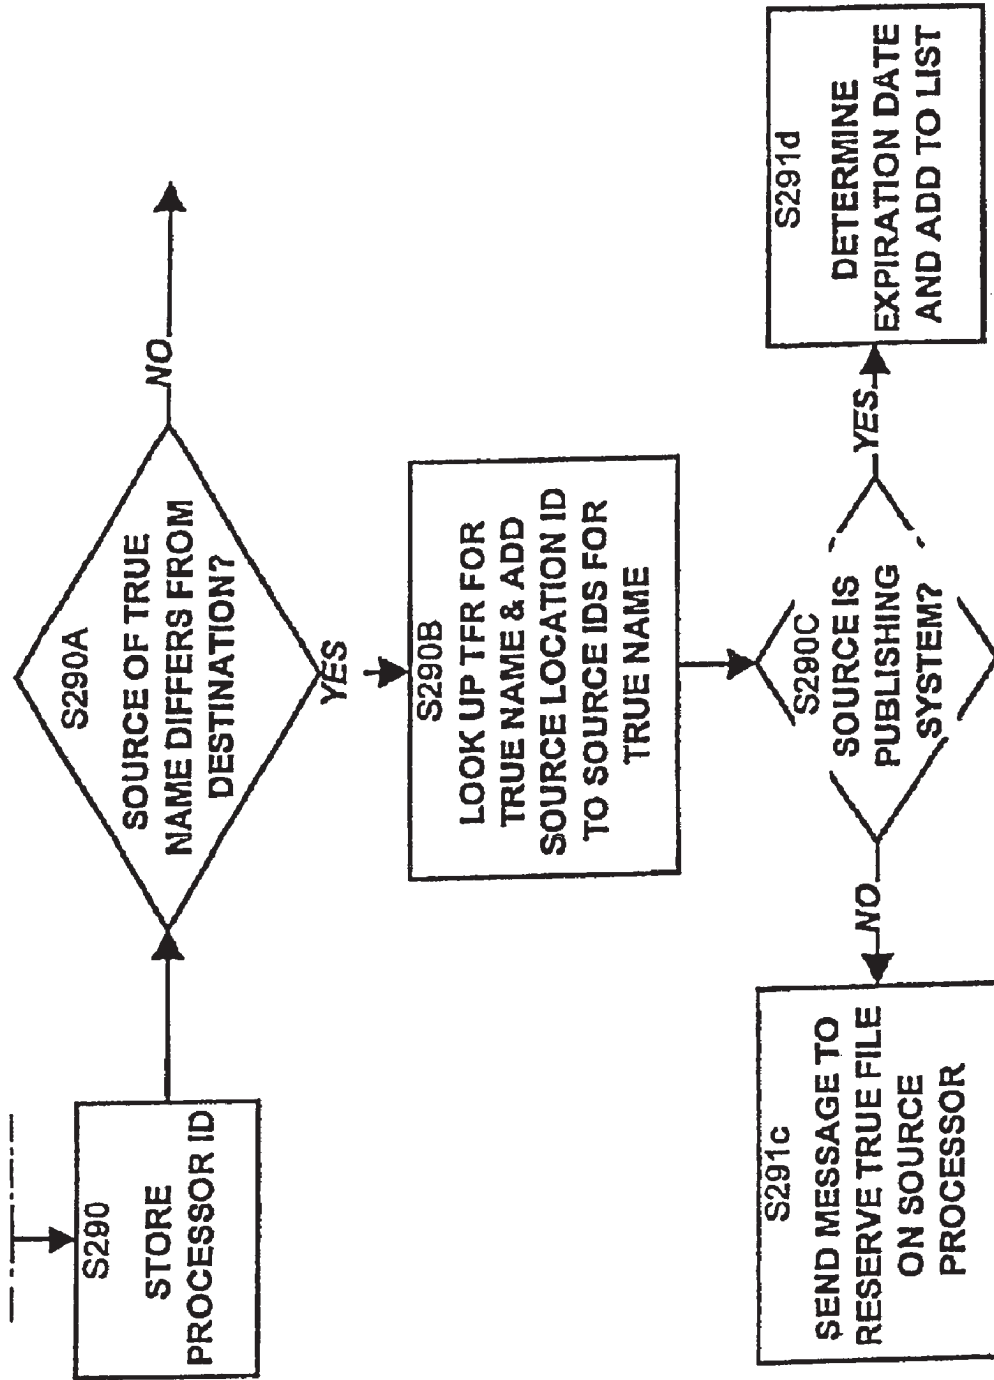 S290
STORE
PROCESSOR ID
S290A
SOURCE OF TRUE
NAME DIFFERS FROM
DESTINATION?
NO
YES
S290B
LOOK UP TFR FOR
TRUE NAME & ADD
SOURCE LOCATION ID
TO SOURCE IDS FOR
TRUE NAME
S290C
SOURCE IS
PUBLISHING
SYSTEM?
NO
YES
S291c
SEND MESSAGE TO
RESERVE TRUE FILE
ON SOURCE
PROCESSOR
S291d
DETERMINE
EXPIRATION DATE
AND ADD TO LIST